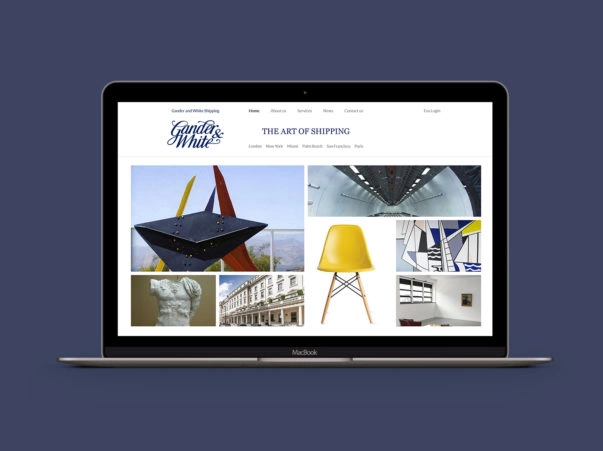 Gander and White Shipping
Home About us Services News Contact us
Eva Login
Gander &
White
THE ART OF SHIPPING
London New York Miami Palm Beach San Francisco Paris
MacBook